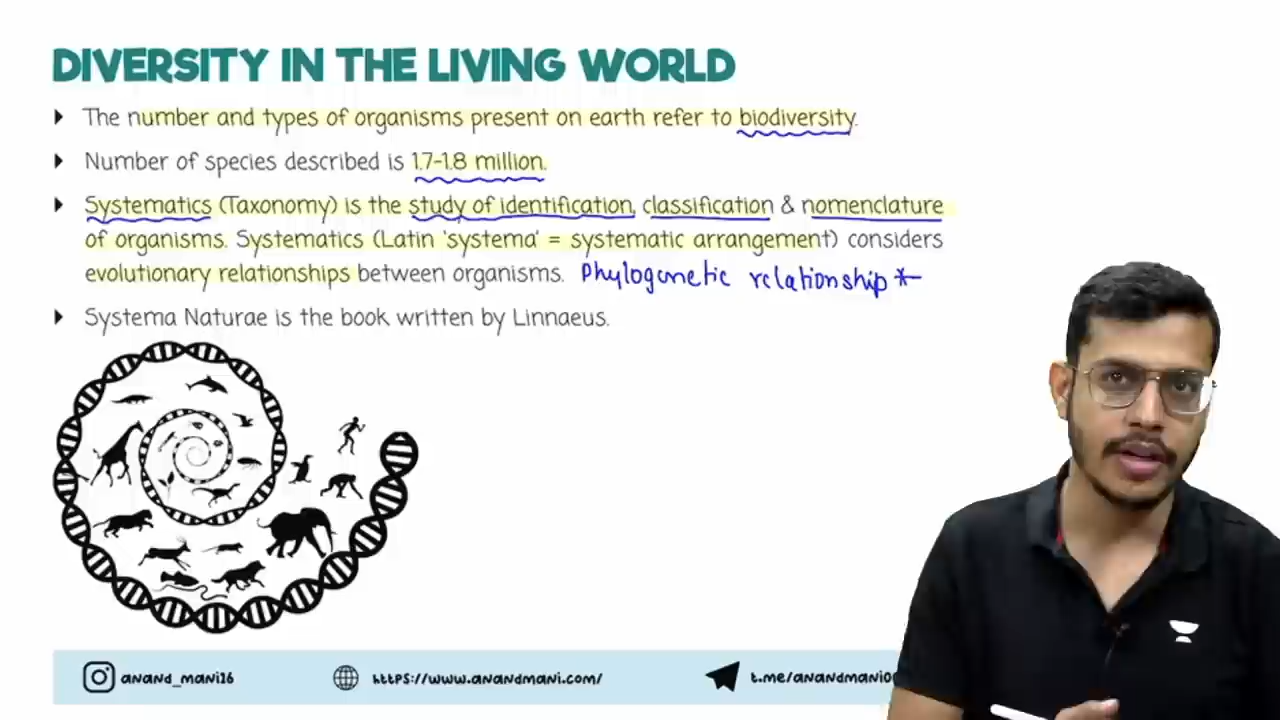 DIVERSITY IN THE LIVING WORLD
The number and types of organisms present on earth refer to biodiversity.
Number of species described is 1.7-1.8 million.
Systematics (Taxonomy) is the study of identification, classification & nomenclature
of organisms. Systematics (Latin 'systema' = systematic arrangement) considers
evolutionary relationships between organisms. Phylogenetic relationship *
Systema Naturae is the book written by Linnaeus.
anand_mani16
https://www.anandmani.com/